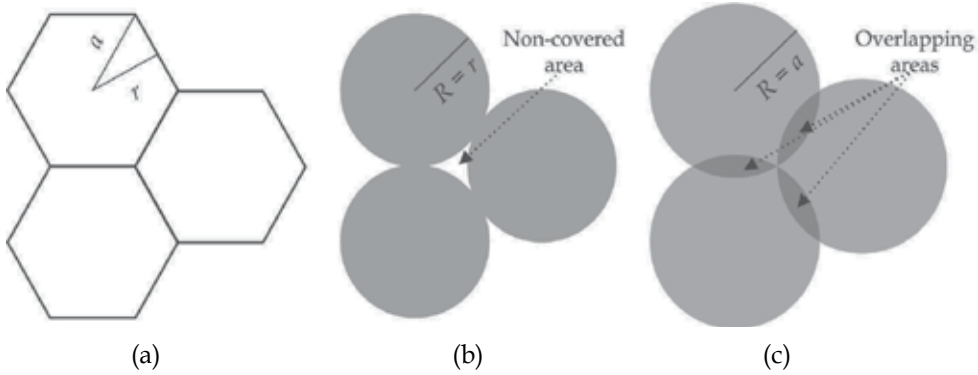 a
r
R = r
Non-covered
area
R = a
Overlapping
areas
(a)
(b)
(c)